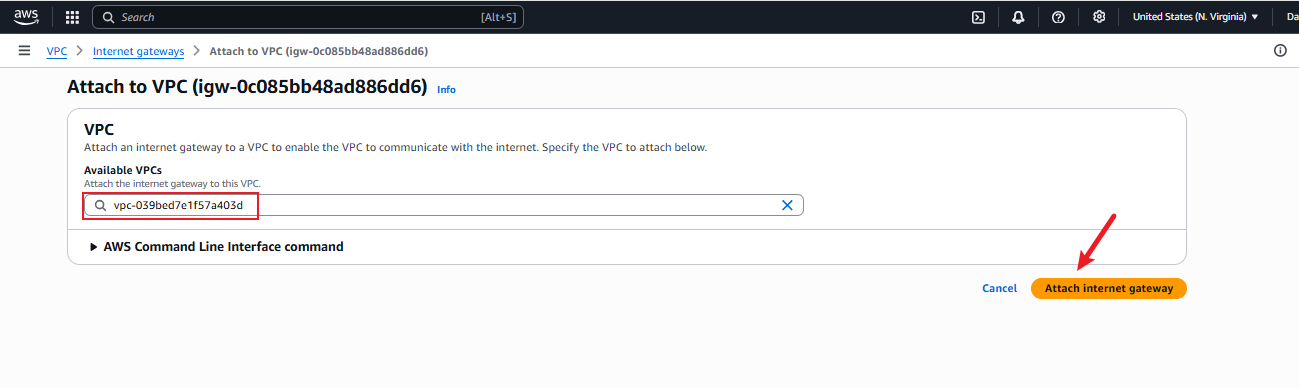 aws Search [Alt+S] United States (N. Virginia) Da
VPC Internet gateways Attach to VPC (igw-0c085bb48ad886dd6)
Attach to VPC (igw-0c085bb48ad886dd6) Info
VPC
Attach an internet gateway to a VPC to enable the VPC to communicate with the internet. Specify the VPC to attach below.
Available VPCs
Attach the internet gateway to this VPC.
vpc-039bed7e1f57a403d
AWS Command Line Interface command
Cancel Attach internet gateway